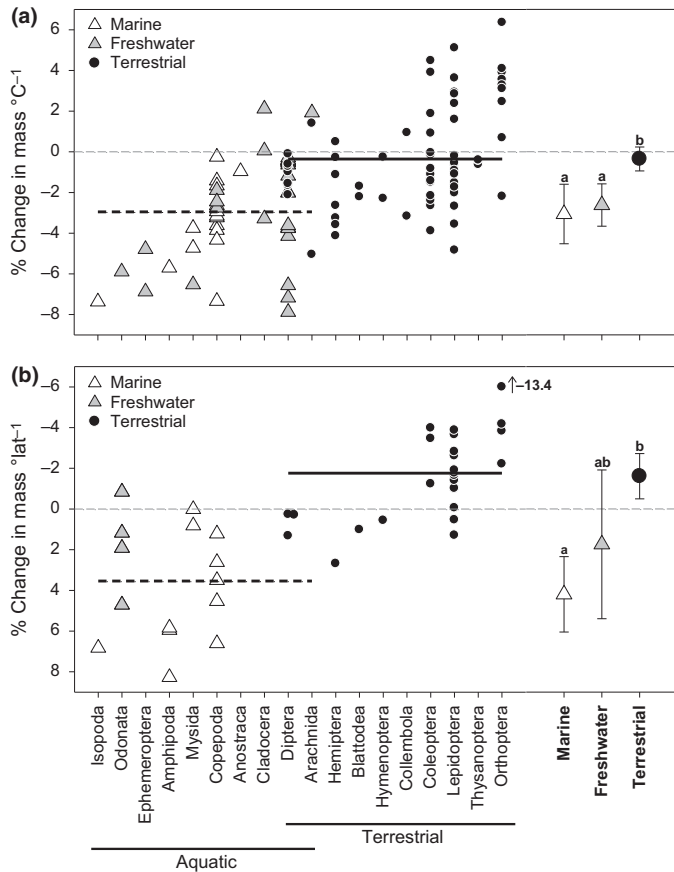 (a)
6
4
2
0
−2
−4
−6
−8
% Change in mass °C−1
Marine
Freshwater
Terrestrial
a
a
b
(b)
−6
−4
−2
0
2
4
6
8
% Change in mass °lat−1
Marine
Freshwater
Terrestrial
↑−13.4
a
ab
b
Isopoda
Odonata
Ephemeroptera
Amphipoda
Mysida
Copepoda
Anostraca
Cladocera
Diptera
Arachnida
Hemiptera
Blattodea
Hymenoptera
Collembola
Coleoptera
Lepidoptera
Thysanoptera
Orthoptera
Marine
Freshwater
Terrestrial
Terrestrial
Aquatic